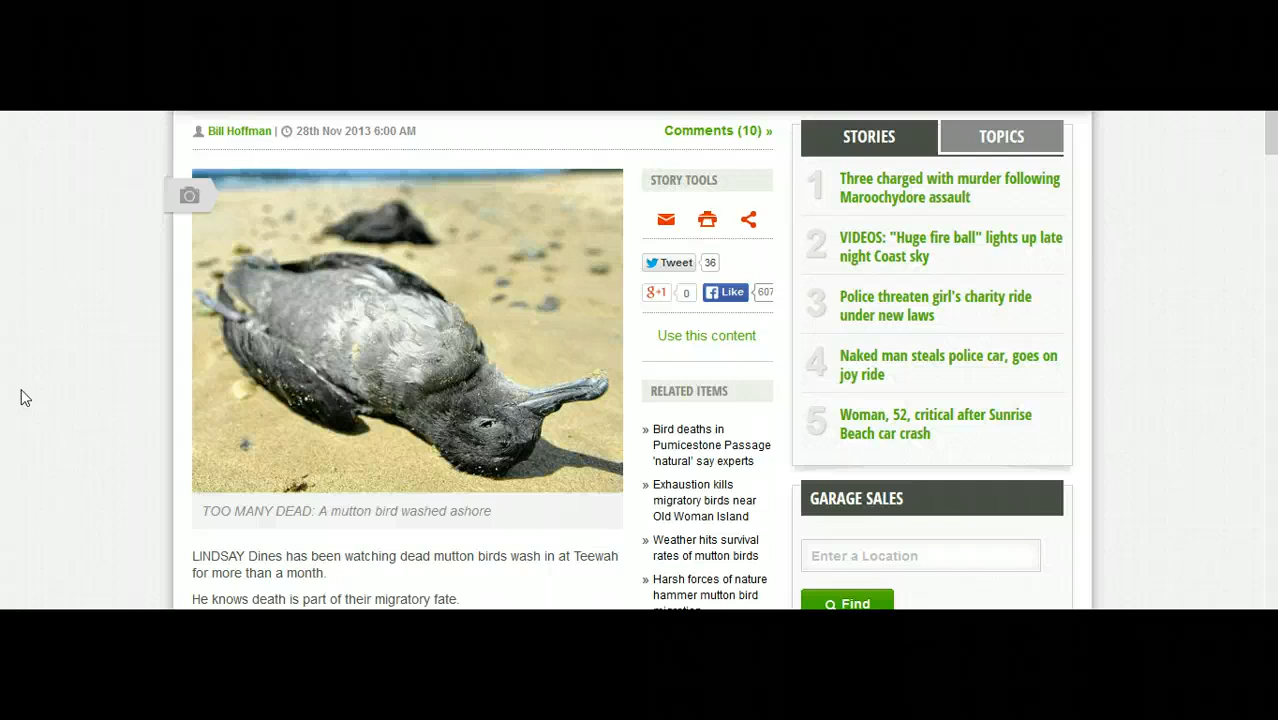 Bill Hoffman | 28th Nov 2013 6:00 AM
Comments (10) »
TOO MANY DEAD: A mutton bird washed ashore
LINDSAY Dines has been watching dead mutton birds wash in at Teewah
for more than a month.
He knows death is part of their migratory fate.
STORY TOOLS
Tweet 36
g+1 0 Like 607
Use this content
RELATED ITEMS
» Bird deaths in
Pumicestone Passage
'natural' say experts
» Exhaustion kills
migratory birds near
Old Woman Island
» Weather hits survival
rates of mutton birds
» Harsh forces of nature
hammer mutton bird
migration
STORIES TOPICS
1 Three charged with murder following
Maroochydore assault
2 VIDEOS: "Huge fire ball" lights up late
night Coast sky
3 Police threaten girl's charity ride
under new laws
4 Naked man steals police car, goes on
joy ride
5 Woman, 52, critical after Sunrise
Beach car crash
GARAGE SALES
Enter a Location
Find